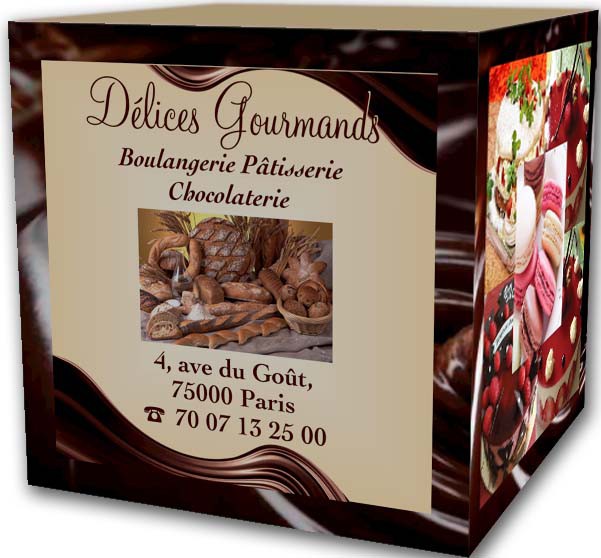 Délices Gourmands
Boulangerie Pâtisserie
Chocolaterie
4, ave du Goût,
75000 Paris
☎ 70 07 13 25 00